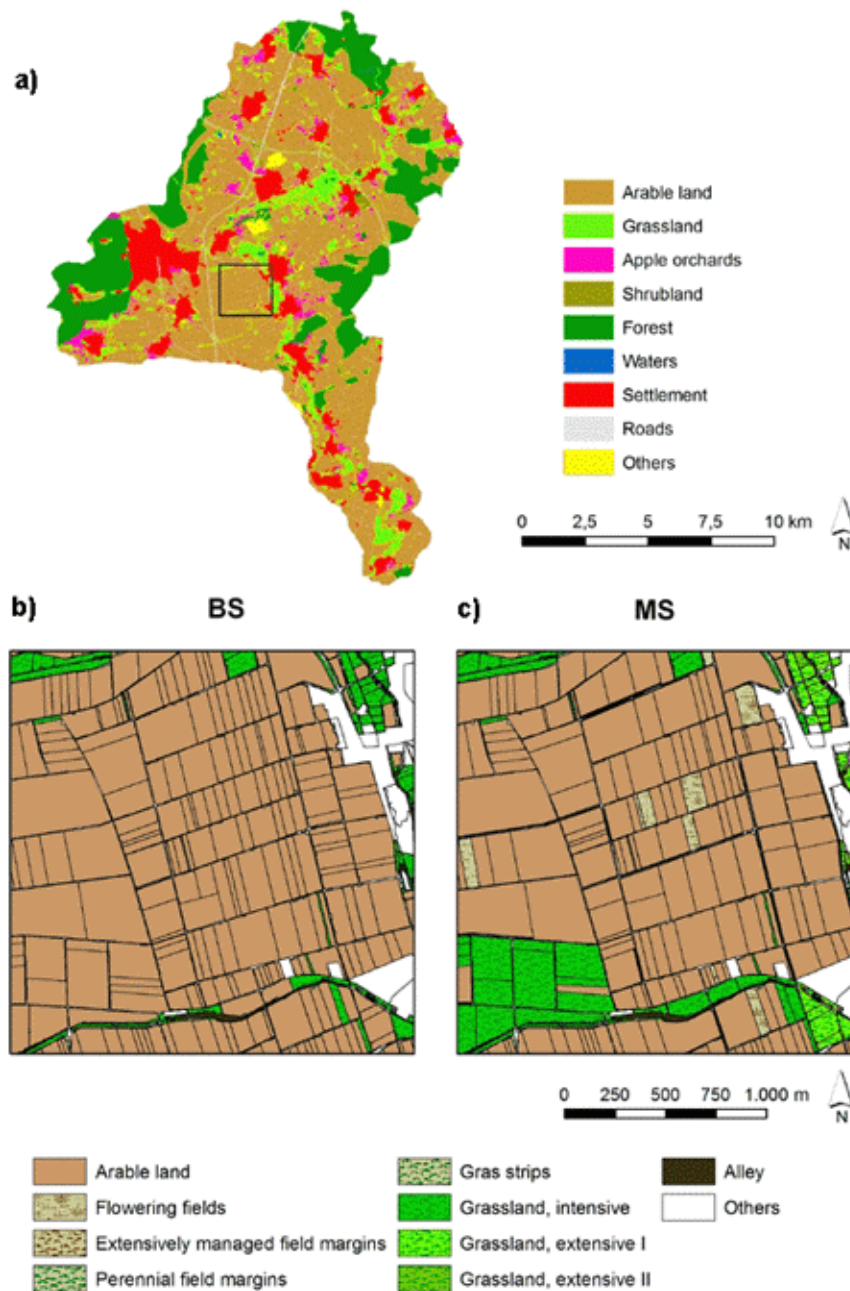 a)
Arable land
Grassland
Apple orchards
Shrubland
Forest
Waters
Settlement
Roads
Others
0 2,5 5 7,5 10 km
N
b) BS c) MS
0 250 500 750 1.000 m
N
Arable land
Flowering fields
Extensively managed field margins
Perennial field margins
Gras strips
Grassland, intensive
Grassland, extensive I
Grassland, extensive II
Alley
Others